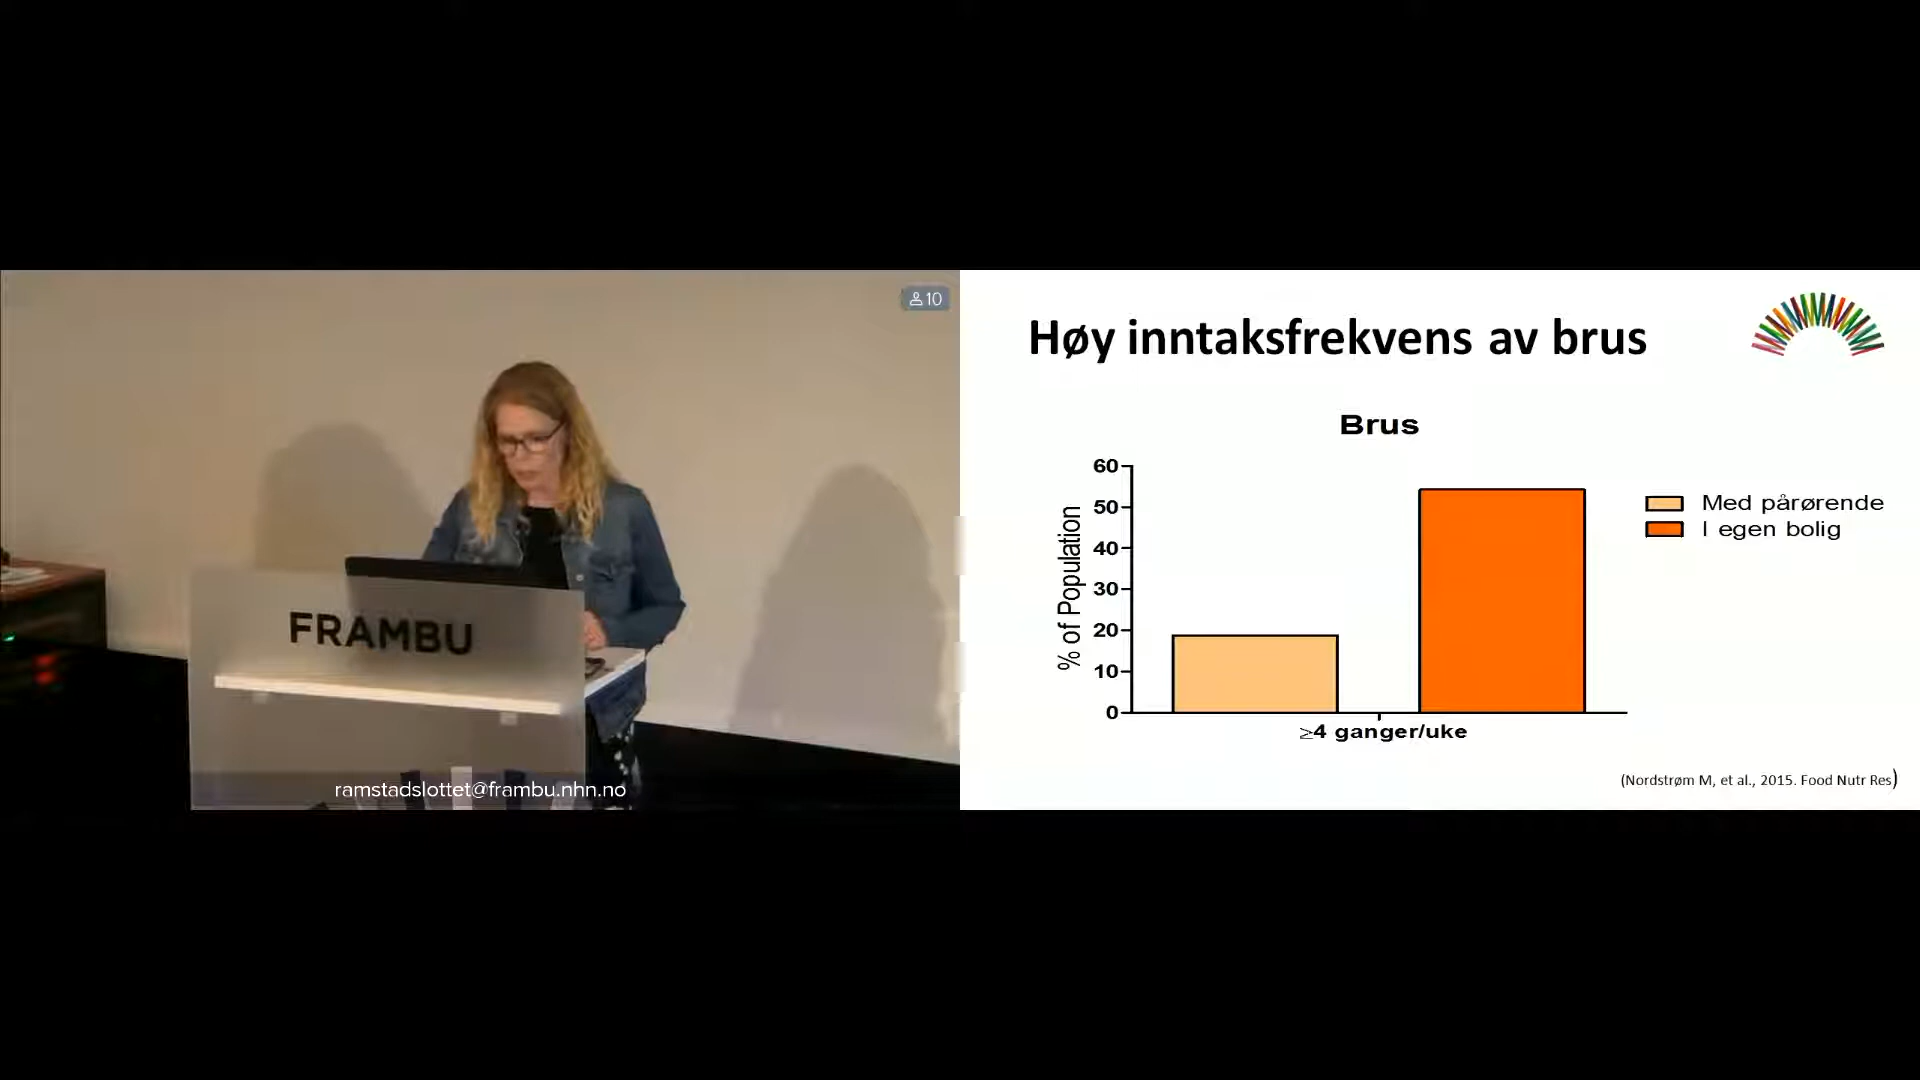 10
FRAMBU
ramstadslottet@frambu.nhn.no
Høy inntaksfrekvens av brus
Brus
60
50
40
30
20
10
0
% of Population
≥4 ganger/uke
Med pårørende
I egen bolig
(Nordstrøm M, et al., 2015. Food Nutr Res)